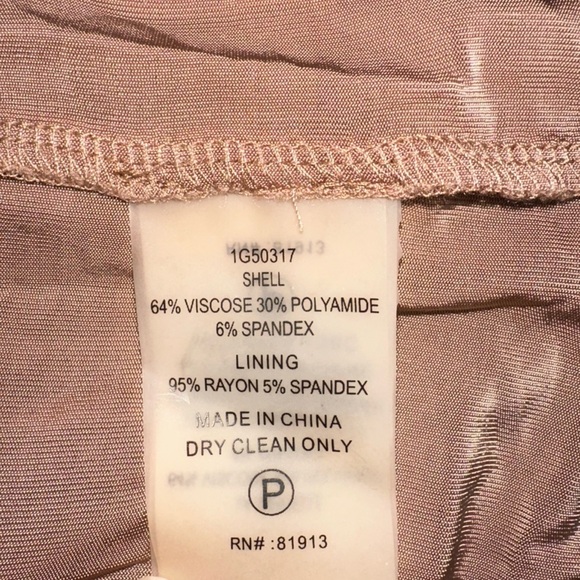 1G50317
SHELL
64% VISCOSE 30% POLYAMIDE
6% SPANDEX
LINING
95% RAYON 5% SPANDEX
MADE IN CHINA
DRY CLEAN ONLY
P
RN# :81913